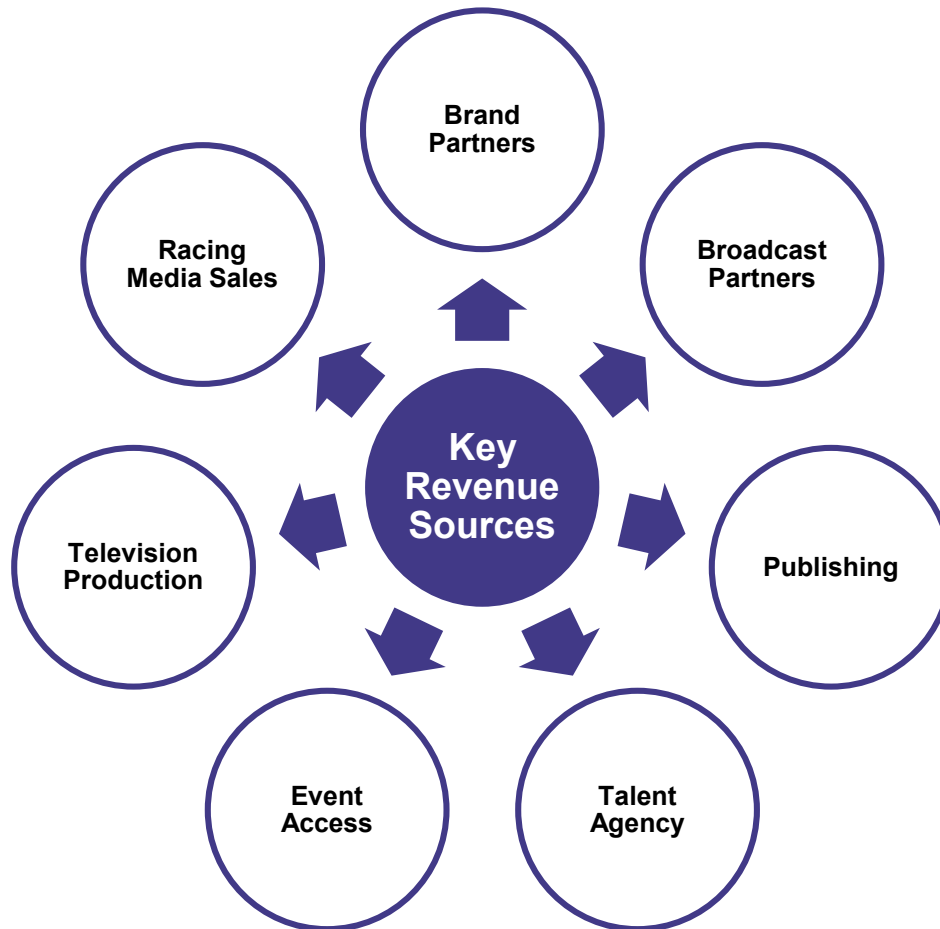 Brand
Partners
Broadcast
Partners
Publishing
Talent
Agency
Event
Access
Television
Production
Racing
Media Sales
Key
Revenue
Sources